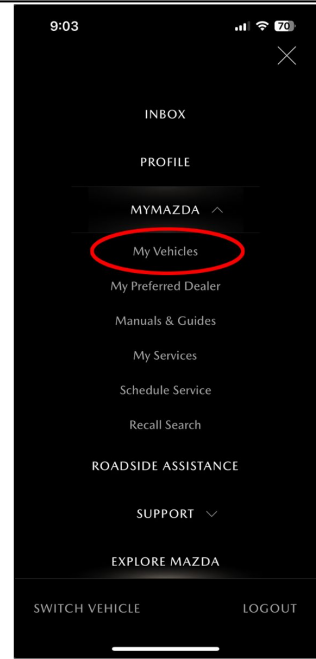 9:03
70
INBOX
PROFILE
MYMAZDA
My Vehicles
My Preferred Dealer
Manuals & Guides
My Services
Schedule Service
Recall Search
ROADSIDE ASSISTANCE
SUPPORT
EXPLORE MAZDA
SWITCH VEHICLE LOGOUT